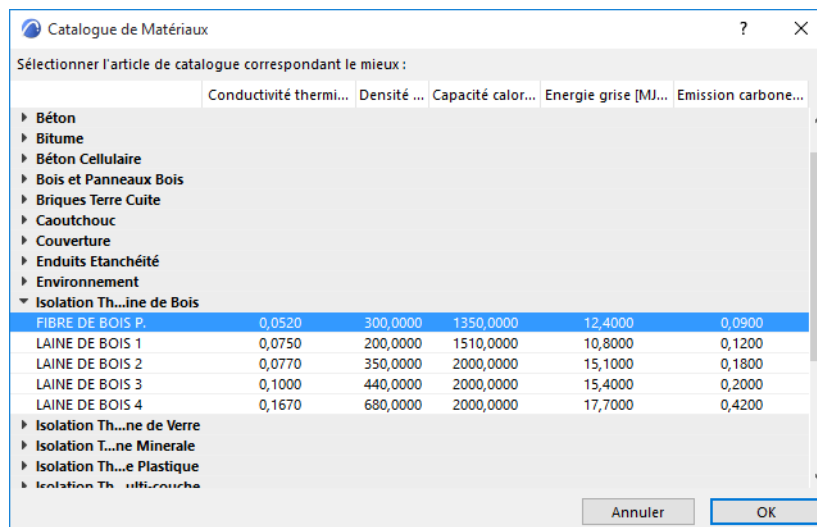 Catalogue de Matériaux
Sélectionner l'article de catalogue correspondant le mieux :
Conductivité thermi... Densité ... Capacité calor... Energie grise [MJ... Emission carbone...
Béton
Bitume
Béton Cellulaire
Bois et Panneaux Bois
Briques Terre Cuite
Caoutchouc
Couverture
Enduits Etanchéité
Environnement
Isolation Th...ine de Bois
FIBRE DE BOIS P. 0,0520 300,0000 1350,0000 12,4000 0,0900
LAINE DE BOIS 1 0,0750 200,0000 1510,0000 10,8000 0,1200
LAINE DE BOIS 2 0,0770 350,0000 2000,0000 15,1000 0,1800
LAINE DE BOIS 3 0,1000 440,0000 2000,0000 15,4000 0,2000
LAINE DE BOIS 4 0,1670 680,0000 2000,0000 17,7000 0,4200
Isolation Th...ne de Verre
Isolation T...ne Minerale
Isolation Th...e Plastique
Isolation Th...ulti-couche
Annuler OK